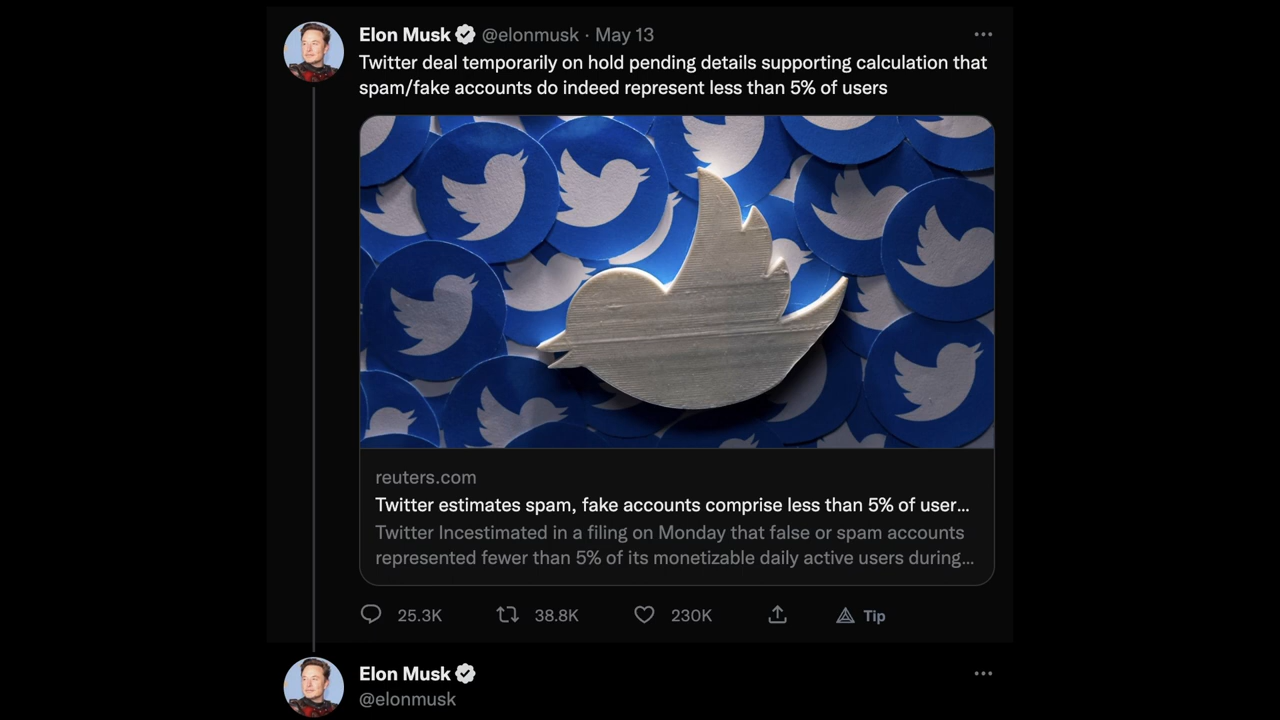 Elon Musk @elonmusk · May 13
Twitter deal temporarily on hold pending details supporting calculation that
spam/fake accounts do indeed represent less than 5% of users
reuters.com
Twitter estimates spam, fake accounts comprise less than 5% of user...
Twitter Incestimated in a filing on Monday that false or spam accounts
represented fewer than 5% of its monetizable daily active users during...
25.3K 38.8K 230K Tip
Elon Musk
@elonmusk